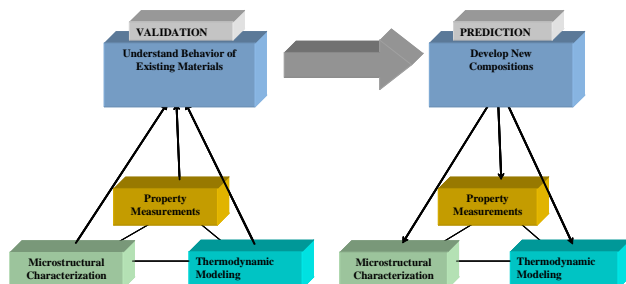 VALIDATION
Understand Behavior of
Existing Materials
PREDICTION
Develop New
Compositions
Property
Measurements
Microstructural
Characterization
Thermodynamic
Modeling
Property
Measurements
Microstructural
Characterization
Thermodynamic
Modeling